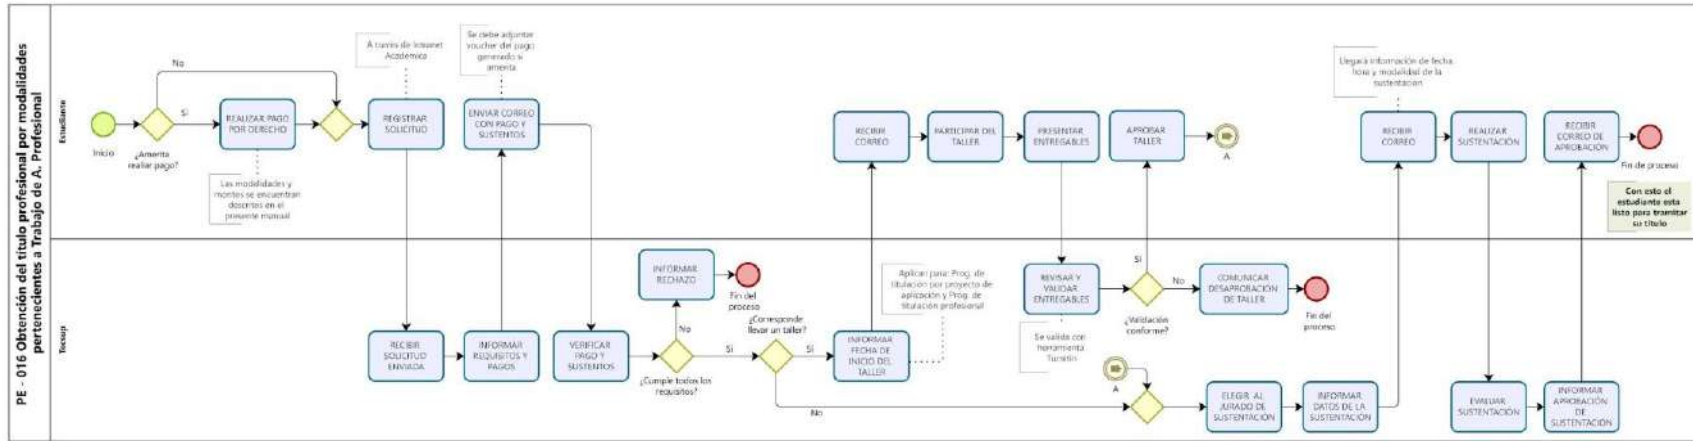 PE - 016 Obtención del título profesional por modalidades
pertenecientes a Trabajo de A. Profesional
Estudiante
Inicio
¿Amerita
realiar pago?
No
Si
REALIZAR PAGO
POR DERECHO
Las modalidades y
montos se encuentran
descritos en el
presente manual
A través de Intranet
Academica
REGISTRAR
SOLICITUD
Se debe adjuntar
voucher del pago
generado si
amerita
ENVIAR CORREO
CON PAGO Y
SUSTENTOS
RECIBIR
CORREO
PARTICIPAR DEL
TALLER
PRESENTAR
ENTREGABLES
APROBAR
TALLER
A
Llegará información de fecha,
hora y modalidad de la
sustentación
RECIBIR
CORREO
REALIZAR
SUSTENTACIÓN
RECIBIR
CORREO DE
APROBACIÓN
Fin de proceso
Con esto el
estudiante esta
listo para tramitar
su título
Tecsup
RECIBIR
SOLICITUD
ENVIADA
INFORMAR
REQUISITOS Y
PAGOS
VERIFICAR
PAGO Y
SUSTENTOS
INFORMAR
RECHAZO
Fin del
proceso
No
¿Cumple todos los
requisitos?
Si
¿Corresponde
llevar un taller?
Si
No
INFORMAR
FECHA DE
INICIO DEL
TALLER
Aplican para: Prog. de
titulación por proyecto de
aplicación y Prog. de
titulación profesional
REVISAR Y
VALIDAR
ENTREGABLES
Se valida con
herramienta
Turnitin
Si
No
¿Validación
conforme?
COMUNICAR
DESAPROBACIÓN
DE TALLER
Fin del
proceso
A
ELEGIR AL
JURADO DE
SUSTENTACIÓN
INFORMAR
DATOS DE LA
SUSTENTACIÓN
EVALUAR
SUSTENTACIÓN
INFORMAR
APROBACIÓN
DE
SUSTENTACIÓN